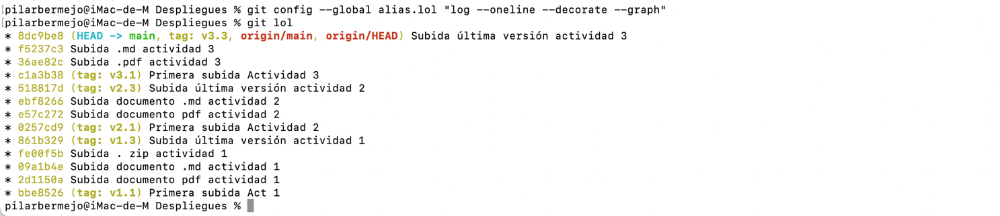 [pilarbermejo@iMac-de-M Despliegues % git config --global alias.lol "log --oneline --decorate --graph"
[pilarbermejo@iMac-de-M Despliegues % git lol
* 8dc9be8 (HEAD -> main, tag: v3.3, origin/main, origin/HEAD) Subida última versión actividad 3
* f5237c3 Subida .md actividad 3
* 36ae82c Subida .pdf actividad 3
* c1a3b38 (tag: v3.1) Primera subida Actividad 3
* 518817d (tag: v2.3) Subida última versión actividad 2
* ebf8266 Subida documento .md actividad 2
* e57c272 Subida documento pdf actividad 2
* 0257cd9 (tag: v2.1) Primera subida Actividad 2
* 861b329 (tag: v1.3) Subida última versión actividad 1
* fe00f5b Subida . zip actividad 1
* 09a1b4e Subida documento .md actividad 1
* 2d1150a Subida documento pdf actividad 1
* bbe8526 (tag: v1.1) Primera subida Act 1
pilarbermejo@iMac-de-M Despliegues %